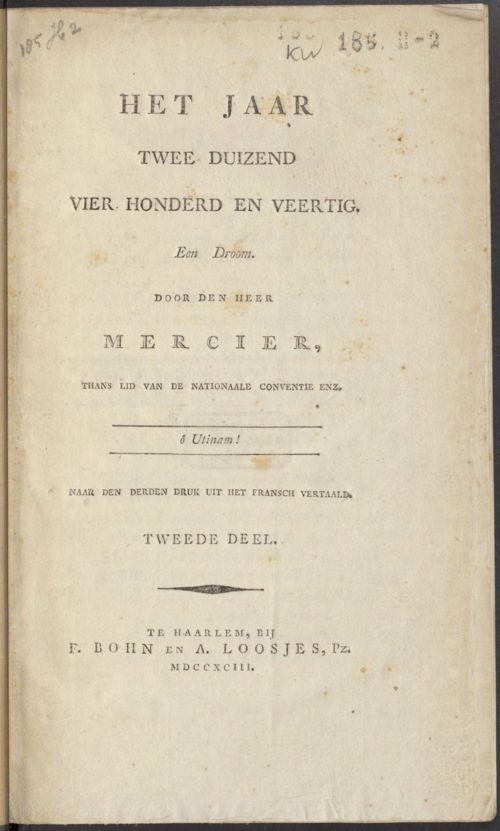 185 H 2
KW 185. H-2
HET JAAR
TWEE DUIZEND
VIER HONDERD EN VEERTIG.
Een Droom.
DOOR DEN HEER
MERCIER,
THANS LID VAN DE NATIONAALE CONVENTIE ENZ.
ô Utinam!
NAAR DEN DERDEN DRUK UIT HET FRANSCH VERTAALD.
TWEEDE DEEL.
TE HAARLEM, BIJ
F. BOHN EN A. LOOSJES, Pz.
MDCCXCIII.